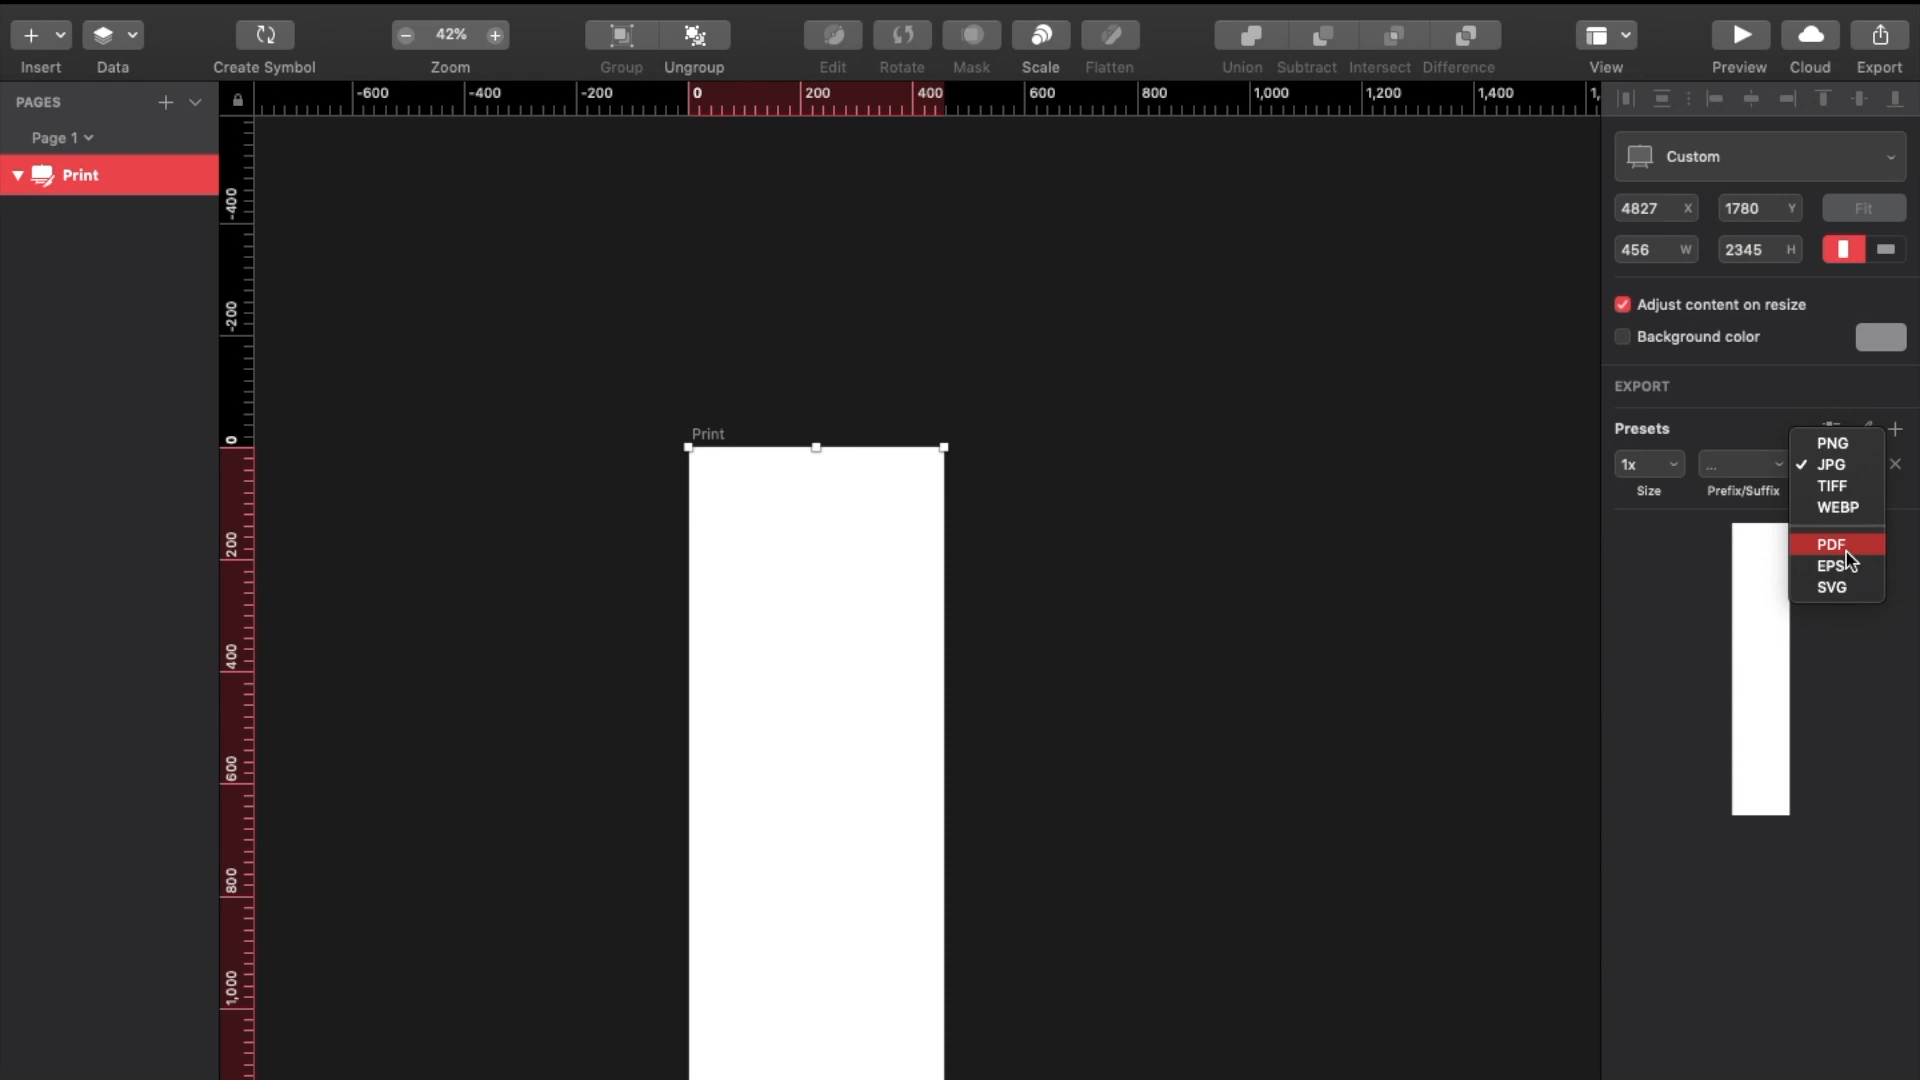 42%
Insert Data Create Symbol Zoom Group Ungroup Edit Rotate Mask Scale Flatten Union Subtract Intersect Difference View Preview Cloud Export
PAGES
-600 -400 -200 0 200 400 600 800 1,000 1,200 1,400 1,
Page 1
Print
Custom
-400
4827 X 1780 Y Fit
456 W 2345 H
Adjust content on resize
-200
Background color
EXPORT
Presets
Print
0
PNG
1x ... JPG
Size Prefix/Suffix
TIFF
WEBP
PDF
EPS
SVG
200
400
600
800
1,000